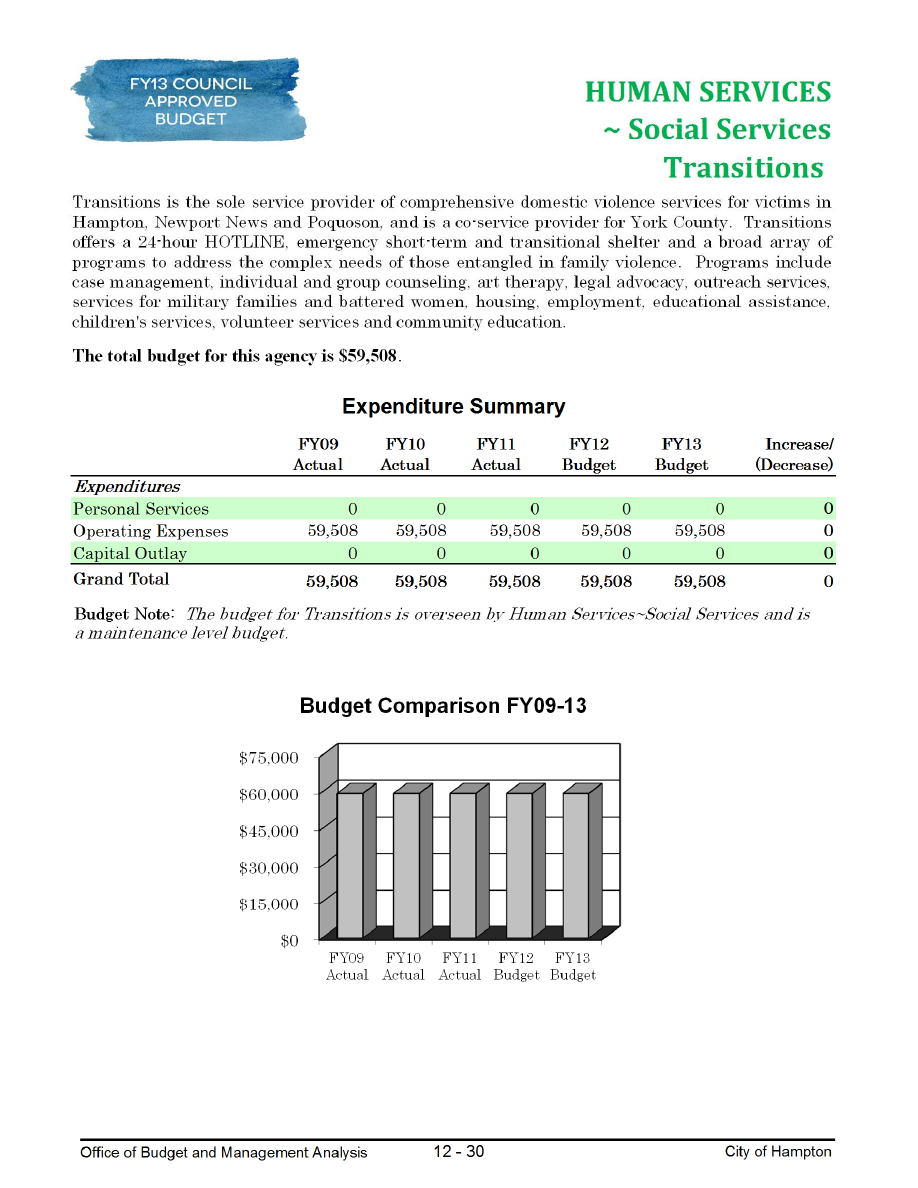 FY13 COUNCIL
APPROVED
BUDGET
HUMAN SERVICES
~ Social Services
Transitions
Transitions is the sole service provider of comprehensive domestic violence services for victims in
Hampton, Newport News and Poquoson, and is a co-service provider for York County. Transitions
offers a 24-hour HOTLINE, emergency short-term and transitional shelter and a broad array of
programs to address the complex needs of those entangled in family violence. Programs include
case management, individual and group counseling, art therapy, legal advocacy, outreach services,
services for military families and battered women, housing, employment, educational assistance,
children's services, volunteer services and community education.
The total budget for this agency is $59,508.
Expenditure Summary
FY09 FY10 FY11 FY12 FY13 Increase/
Actual Actual Actual Budget Budget (Decrease)
Expenditures
Personal Services 0 0 0 0 0 0
Operating Expenses 59,508 59,508 59,508 59,508 59,508 0
Capital Outlay 0 0 0 0 0 0
Grand Total 59,508 59,508 59,508 59,508 59,508 0
Budget Note: The budget for Transitions is overseen by Human Services~Social Services and is
a maintenance level budget.
Budget Comparison FY09-13
$75,000
$60,000
$45,000
$30,000
$15,000
$0
FY09 FY10 FY11 FY12 FY13
Actual Actual Actual Budget Budget
Office of Budget and Management Analysis 12 - 30 City of Hampton